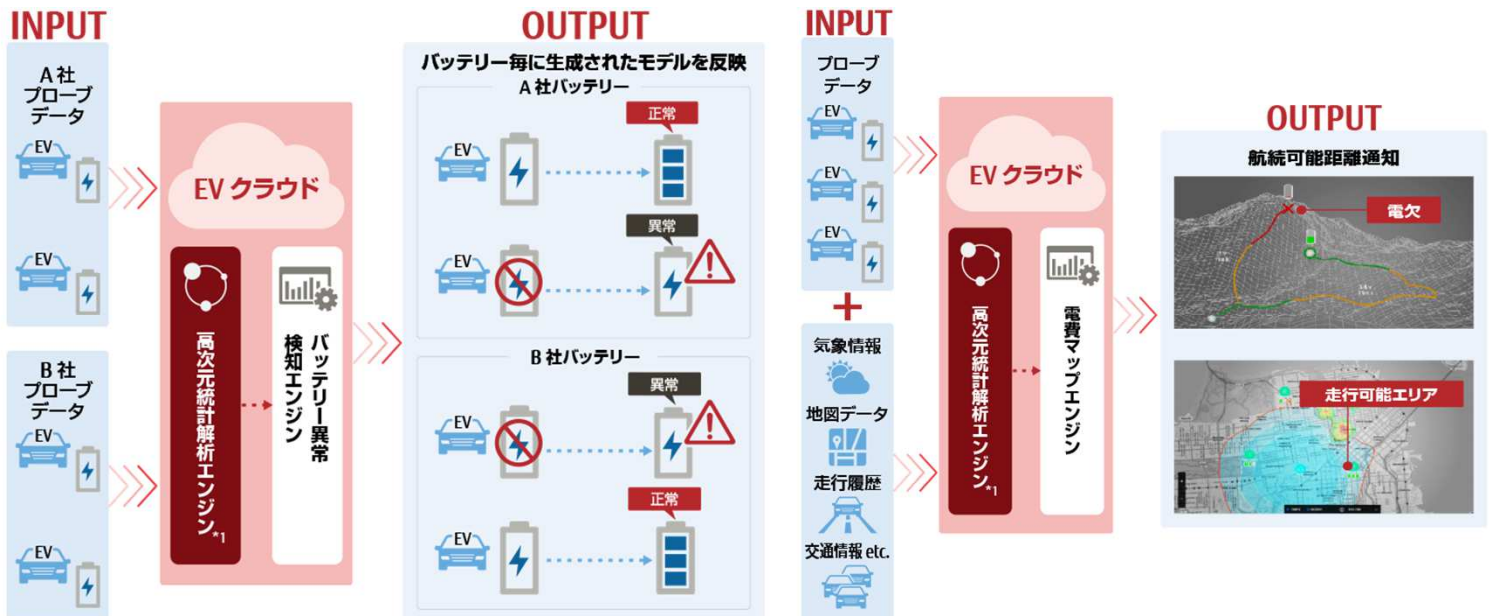 INPUT
A社
プローブ
データ
EV
EV
B社
プローブ
データ
EV
EV
EVクラウド
高次元統計解析エンジン*1
バッテリー異常
検知エンジン
OUTPUT
バッテリー毎に生成されたモデルを反映
A社バッテリー
EV
正常
EV
異常
B社バッテリー
EV
異常
EV
正常
INPUT
プローブ
データ
EV
EV
EV
+
気象情報
地図データ
走行履歴
交通情報 etc.
EVクラウド
高次元統計解析エンジン*1
電費マップエンジン
OUTPUT
航続可能距離通知
電欠
走行可能エリア